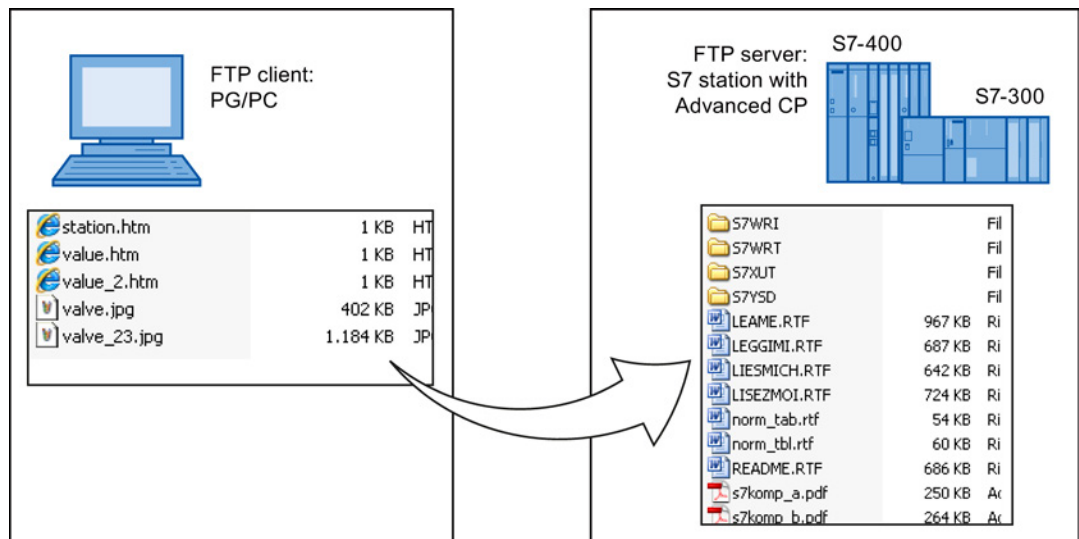 FTP client:
PG/PC
station.htm 1 KB HT
value.htm 1 KB HT
value_2.htm 1 KB HT
valve.jpg 402 KB JP
valve_23.jpg 1.184 KB JP
FTP server:
S7 station with
Advanced CP
S7-400
S7-300
S7WRI Fil
S7WRT Fil
S7XUT Fil
S7YSD Fil
LEAME.RTF 967 KB Ri
LEGGIMI.RTF 687 KB Ri
LIESMICH.RTF 642 KB Ri
LISEZMOI.RTF 724 KB Ri
norm_tab.rtf 54 KB Ri
norm_tbl.rtf 60 KB Ri
README.RTF 686 KB Ri
s7komp_a.pdf 250 KB Ac
s7komp_b.pdf 264 KB Ac